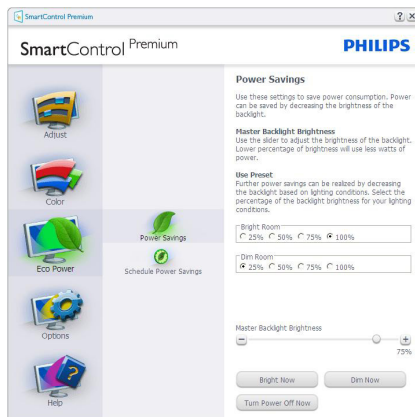 SmartControl Premium
SmartControl Premium
PHILIPS
Adjust
Color
Eco Power
Options
Help
Power Savings
Schedule Power Savings
Power Savings
Use these settings to save power consumption. Power
can be saved by decreasing the brightness of the
backlight.
Master Backlight Brightness
Use the slider to adjust the brightness of the backlight.
Lower percentage of brightness will use less watts of
power.
Use Preset
Further power savings can be realized by decreasing
the backlight based on lighting conditions. Select the
percentage of the backlight brightness for your lighting
conditions.
Bright Room
25% 50% 75% 100%
Dim Room
25% 50% 75% 100%
Master Backlight Brightness
75%
Bright Now Dim Now
Turn Power Off Now